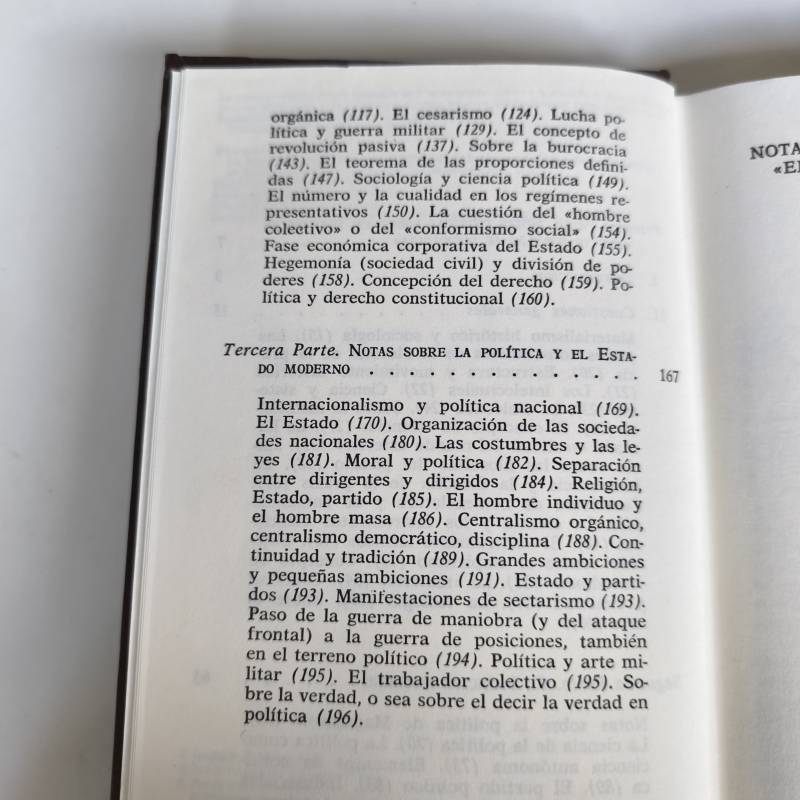 orgánica (117). El cesarismo (124). Lucha po-
lítica y guerra militar (129). El concepto de
revolución pasiva (137). Sobre la burocracia
(143). El teorema de las proporciones defini-
das (147). Sociología y ciencia política (149).
El número y la cualidad en los regímenes re-
presentativos (150). La cuestión del «hombre
colectivo» o del «conformismo social» (154).
Fase económica corporativa del Estado (155).
Hegemonía (sociedad civil) y división de po-
deres (158). Concepción del derecho (159). Po-
lítica y derecho constitucional (160).
Tercera Parte. NOTAS SOBRE LA POLÍTICA Y EL ESTA-
DO MODERNO . . . . . . . . . . . . . 167
Internacionalismo y política nacional (169).
El Estado (170). Organización de las socieda-
des nacionales (180). Las costumbres y las le-
yes (181). Moral y política (182). Separación
entre dirigentes y dirigidos (184). Religión,
Estado, partido (185). El hombre individuo y
el hombre masa (186). Centralismo orgánico,
centralismo democrático, disciplina (188). Con-
tinuidad y tradición (189). Grandes ambiciones
y pequeñas ambiciones (191). Estado y parti-
dos (193). Manifestaciones de sectarismo (193).
Paso de la guerra de maniobra (y del ataque
frontal) a la guerra de posiciones, también
en el terreno político (194). Política y arte mi-
litar (195). El trabajador colectivo (195). So-
bre la verdad, o sea sobre el decir la verdad en
política (196).
NOTA
«E